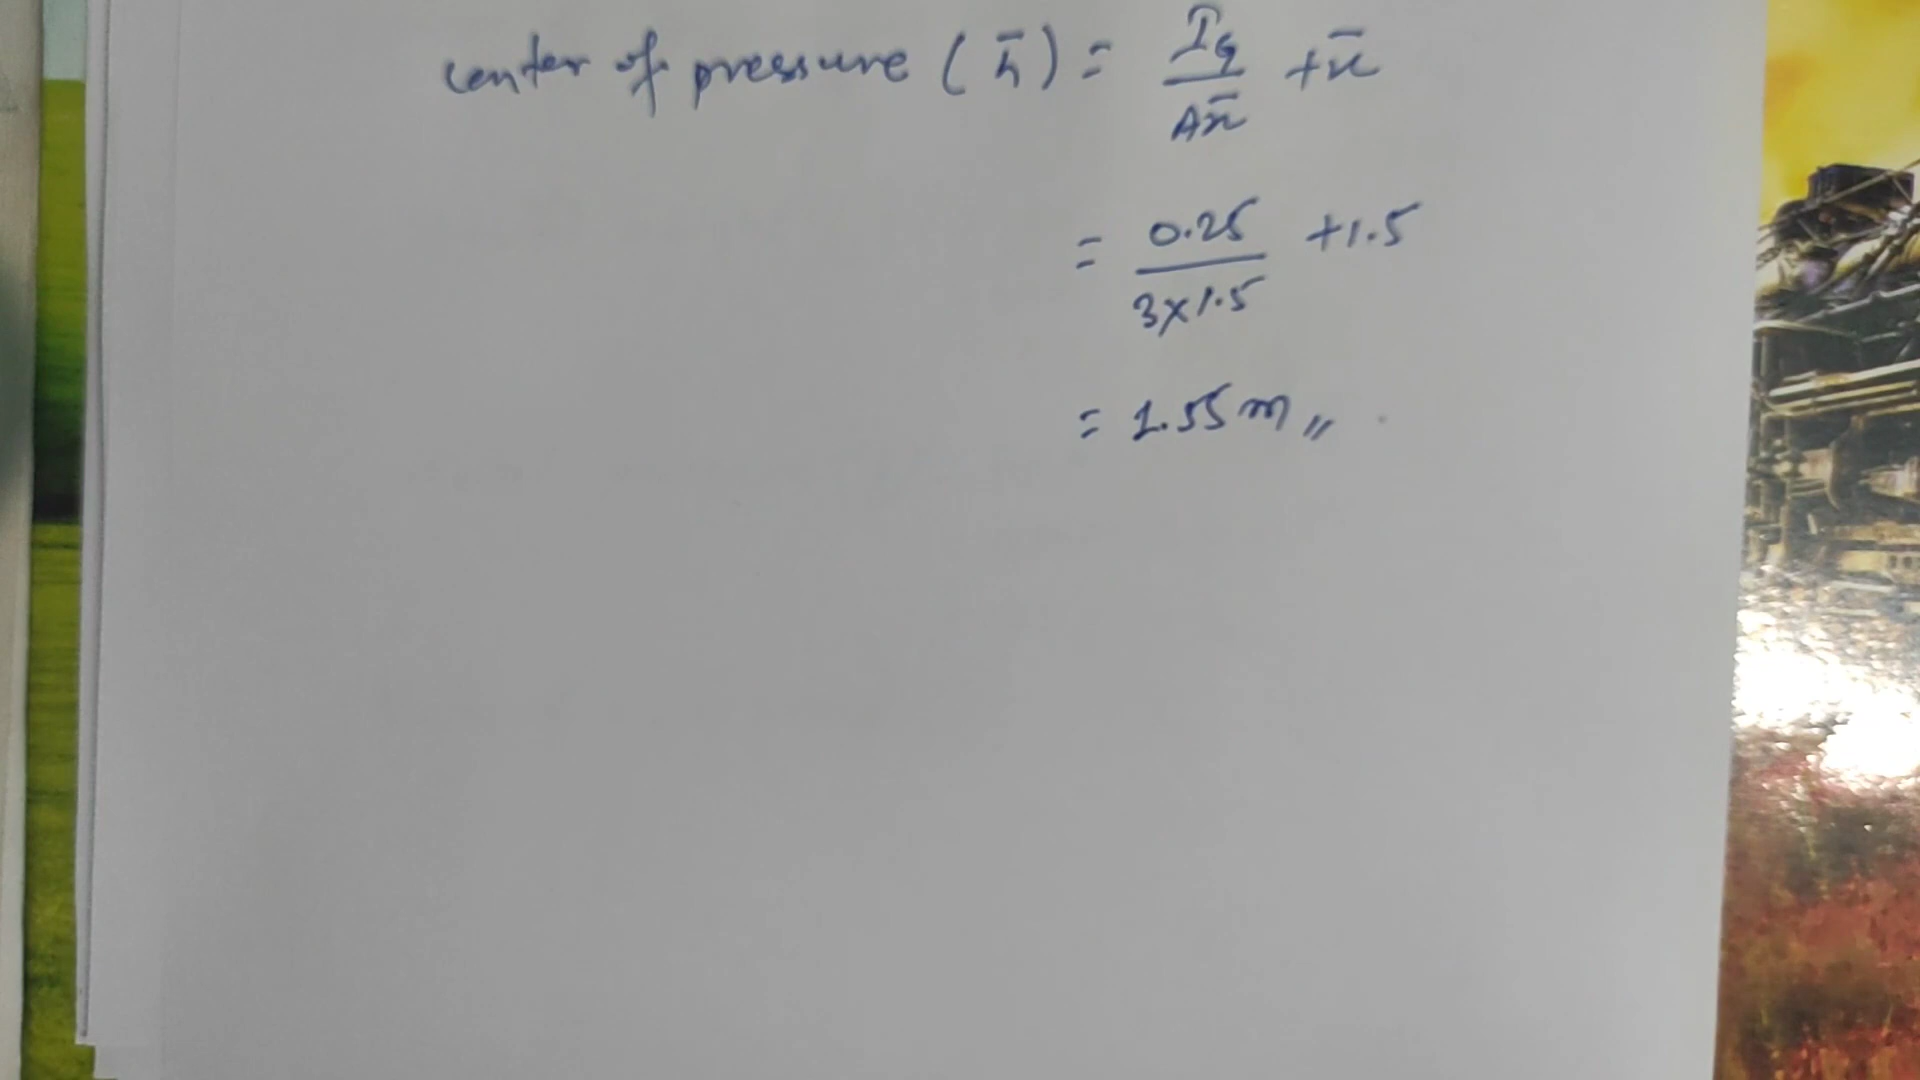 center of pressure (h̄) = I_G / Ax̄ + x̄
= 0.25 / 3×1.5 + 1.5
= 1.55 m,,